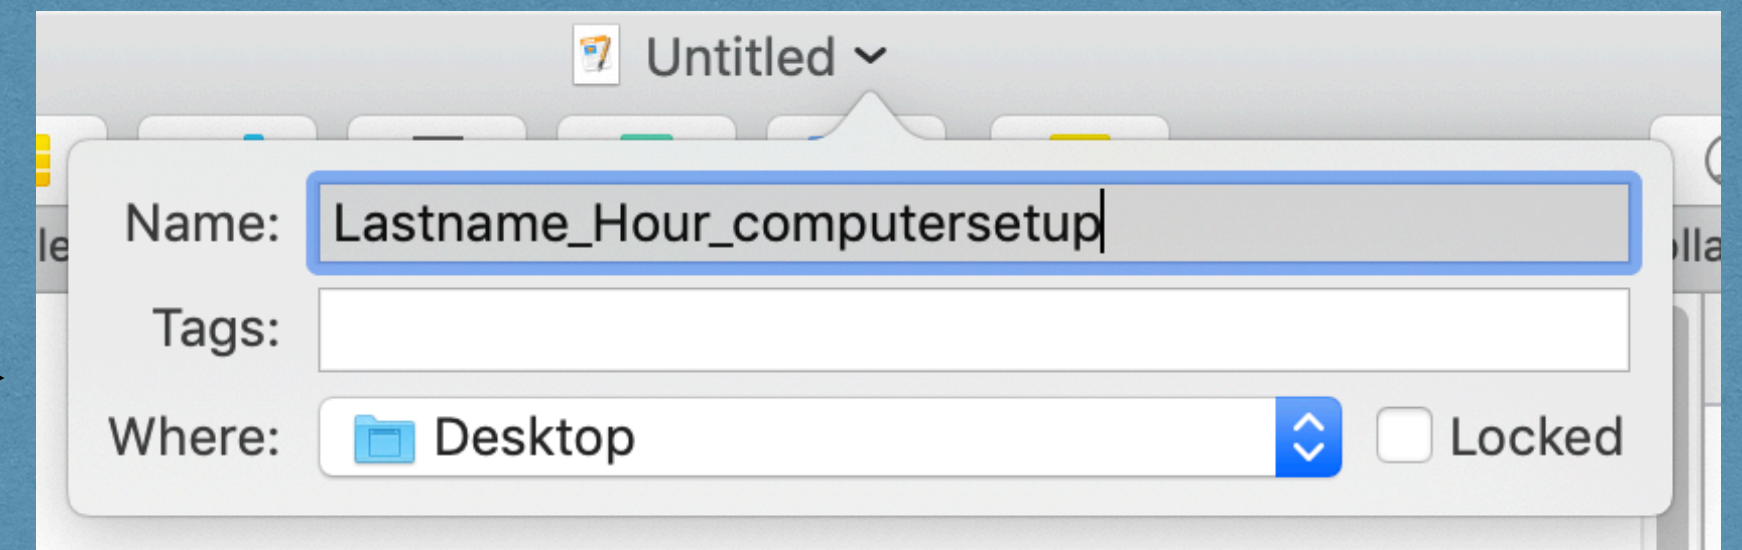 Untitled
Name: Lastname_Hour_computersetup
Tags:
Where: Desktop Locked